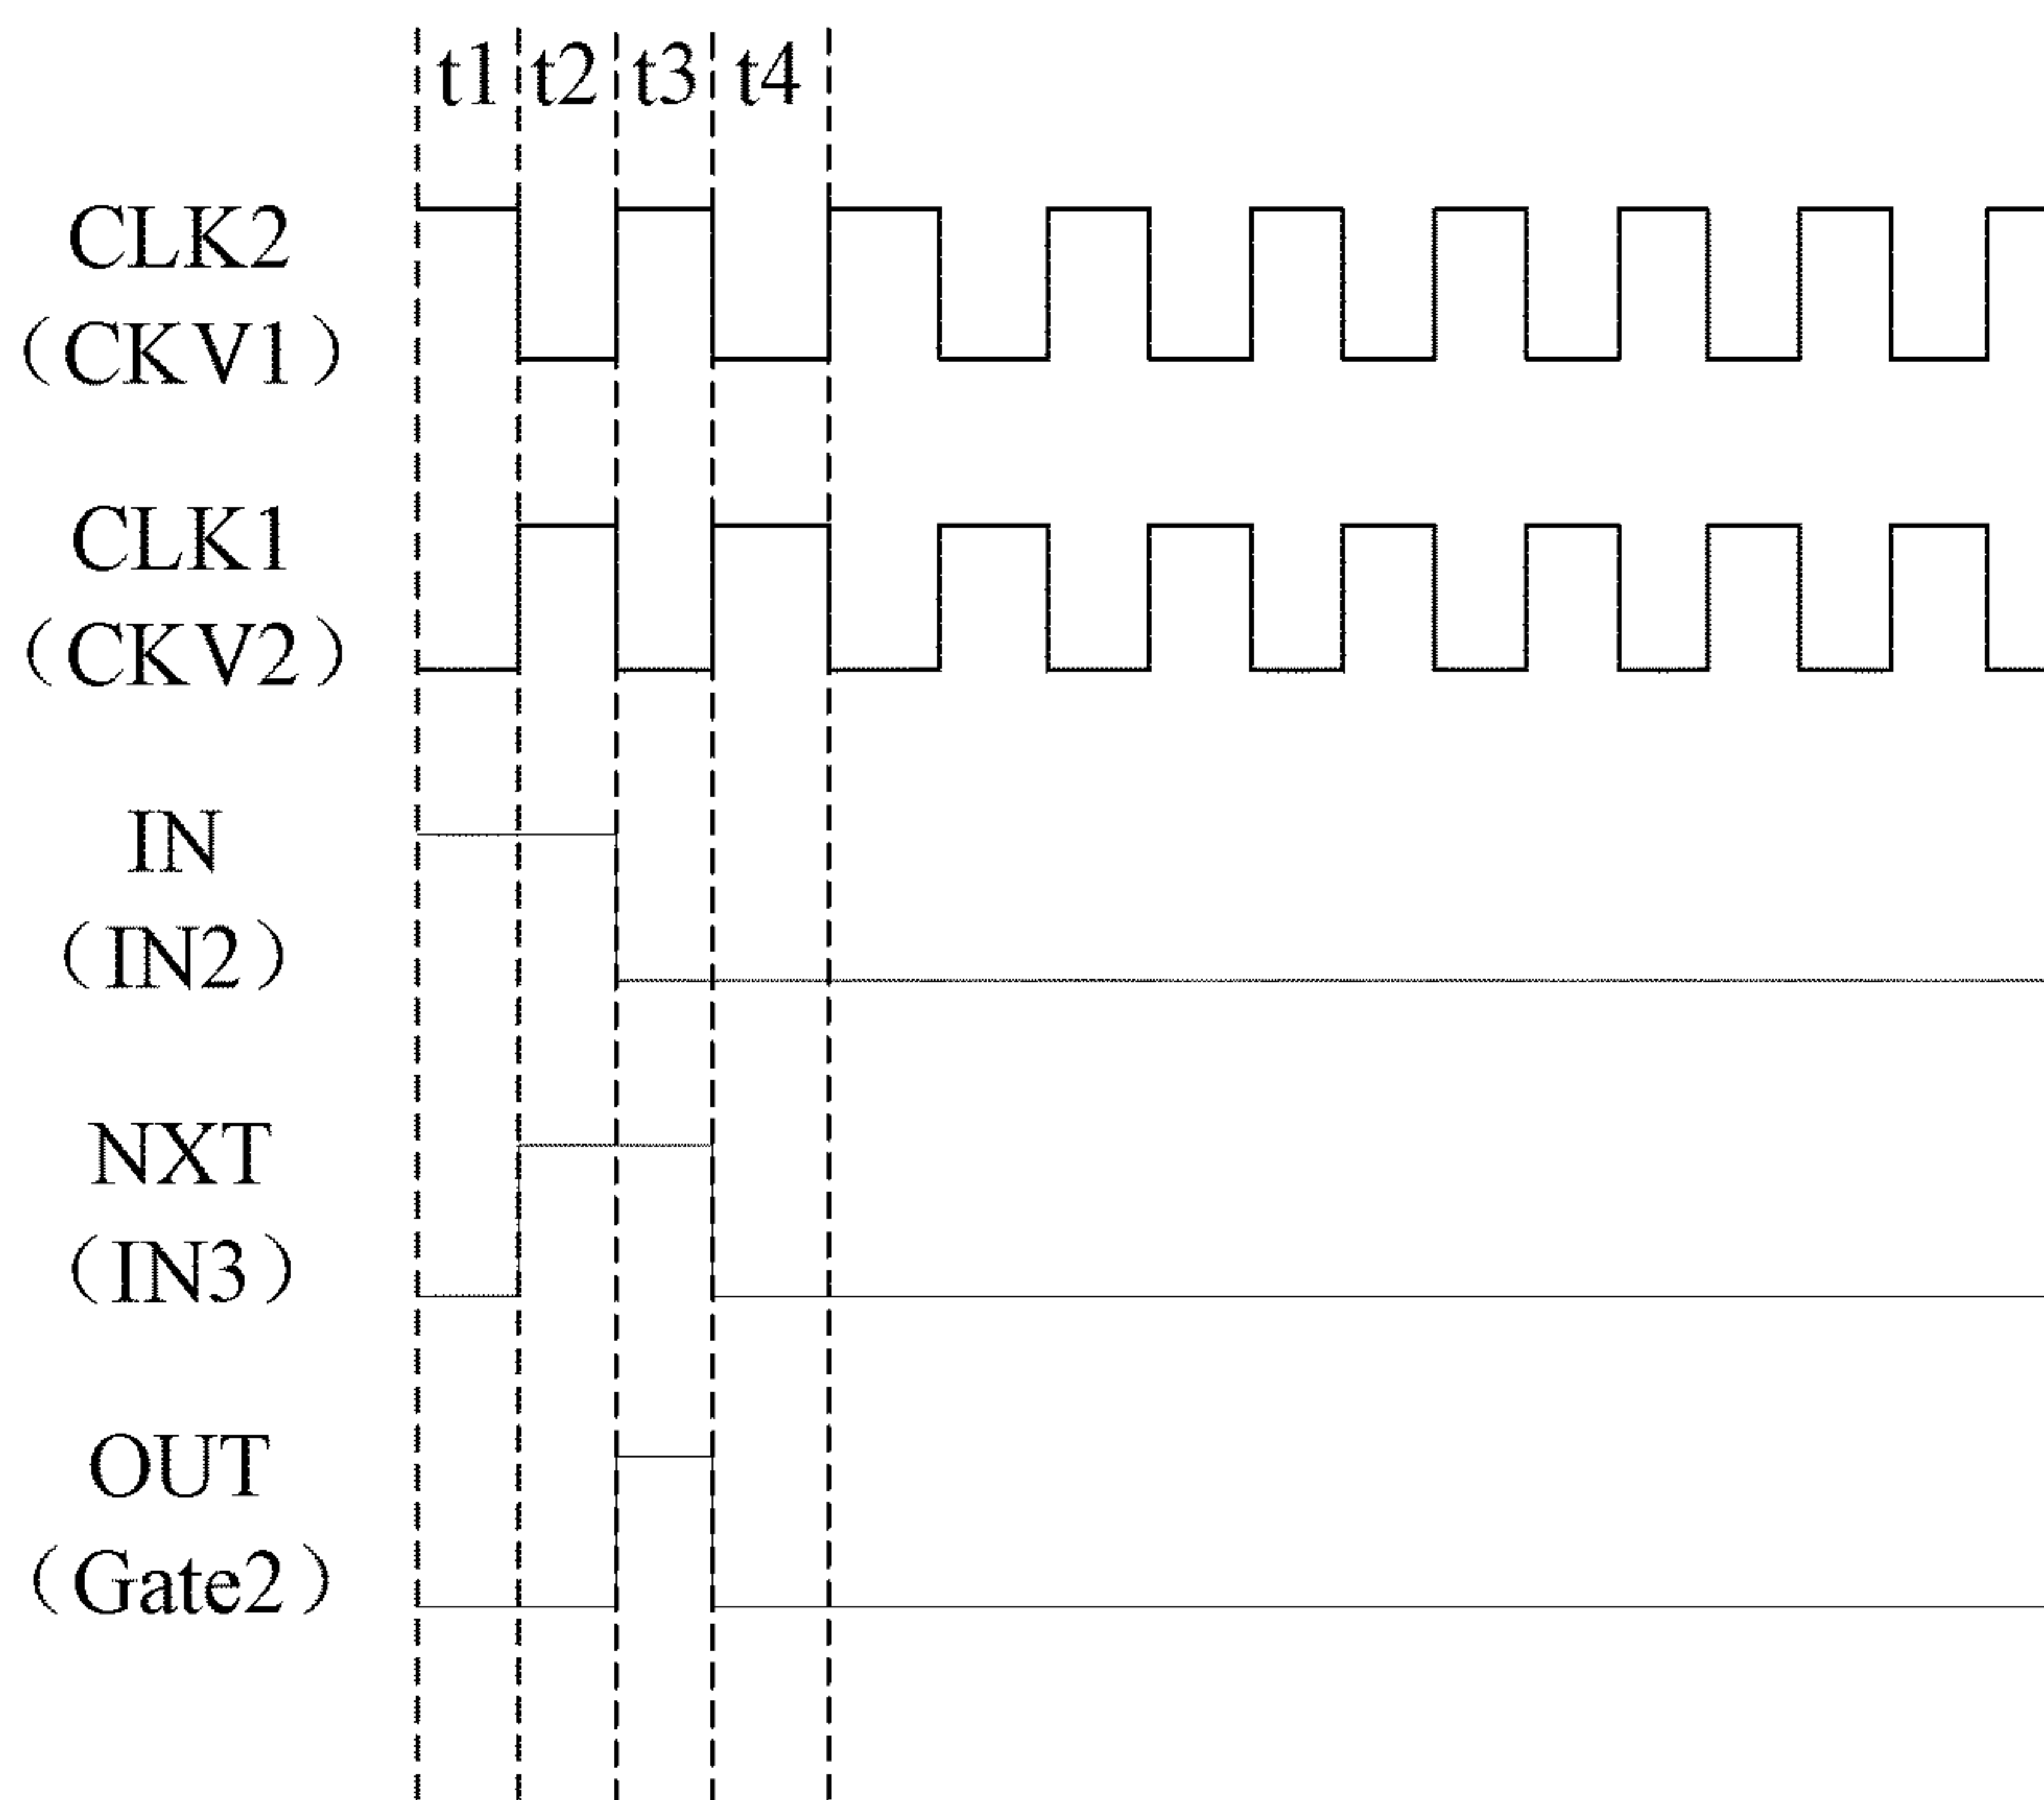 t1 t2 t3 t4
CLK2
（CKV1）
CLK1
（CKV2）
IN
（IN2）
NXT
（IN3）
OUT
（Gate2）